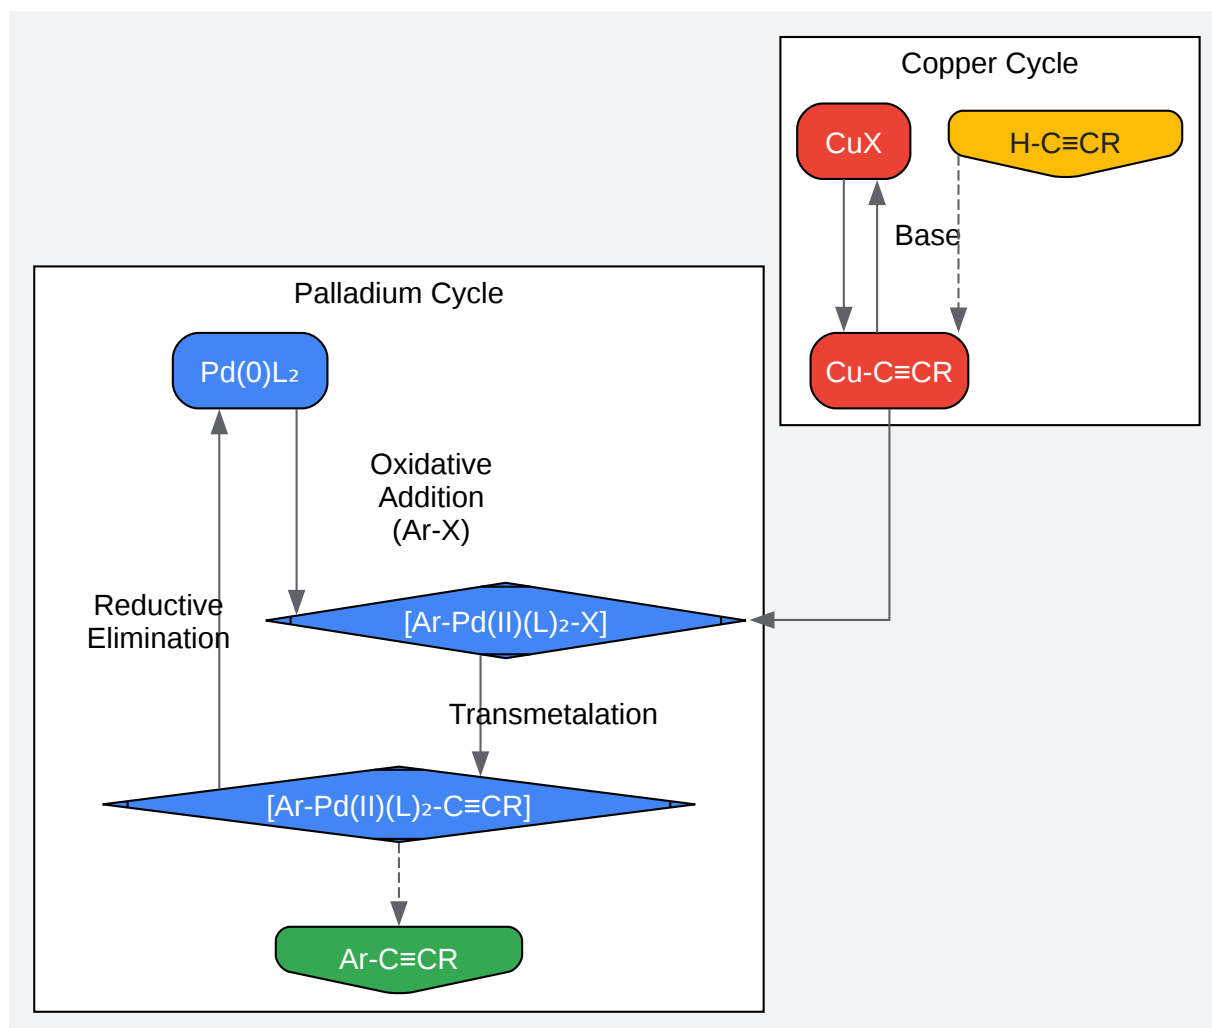 Copper Cycle
CuX
H-C≡CR
Base
Cu-C≡CR
Palladium Cycle
Pd(0)L₂
Oxidative
Addition
(Ar-X)
Reductive
Elimination
[Ar-Pd(II)(L)₂-X]
Transmetalation
[Ar-Pd(II)(L)₂-C≡CR]
Ar-C≡CR